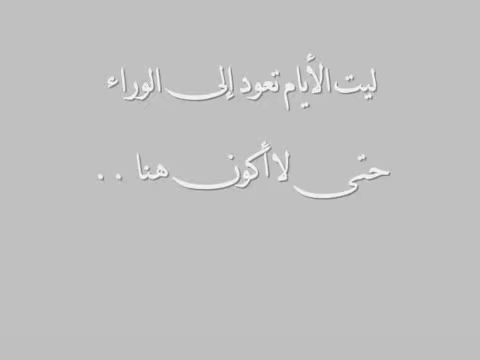 ليت الأيام تعود إلى الوراء
حتى لا أكون هنا . .